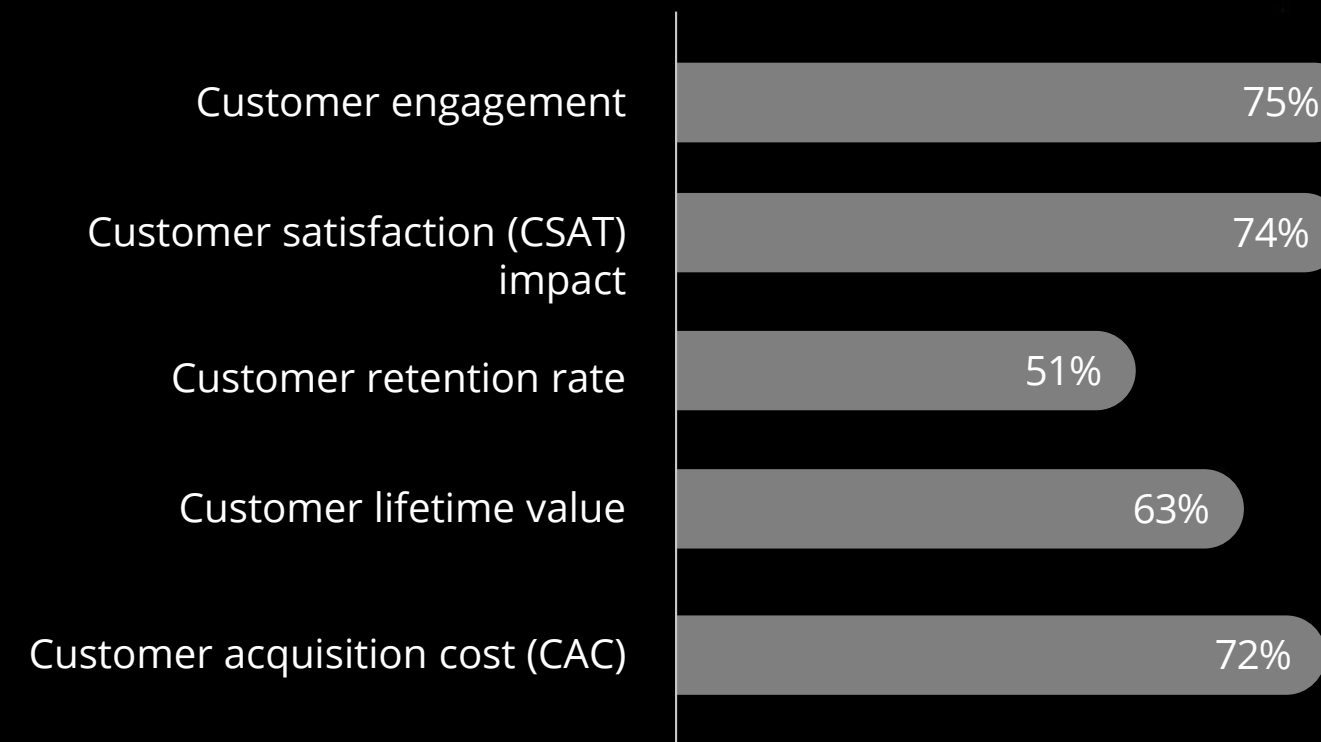 Customer engagement 75%
Customer satisfaction (CSAT) 74%
impact
Customer retention rate 51%
Customer lifetime value 63%
Customer acquisition cost (CAC) 72%